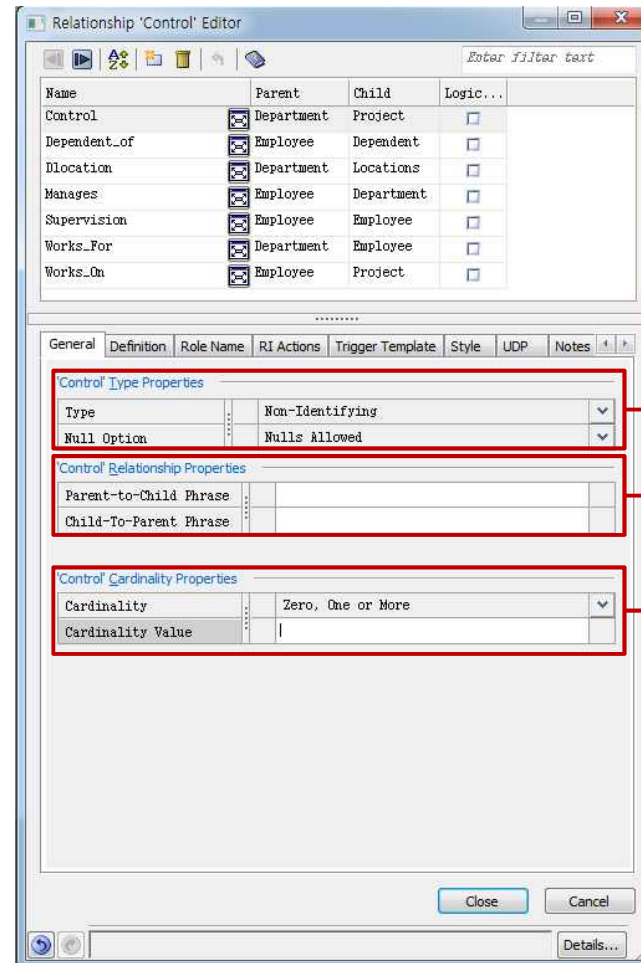 Relationship 'Control' Editor
Enter filter text
Name Parent Child Logic...
Control Department Project
Dependent_of Employee Dependent
Dlocation Department Locations
Manages Employee Department
Supervision Employee Employee
Works_For Department Employee
Works_On Employee Project
General Definition Role Name RI Actions Trigger Template Style UDP Notes
'Control' Type Properties
Type Non-Identifying
Null Option Nulls Allowed
'Control' Relationship Properties
Parent-to-Child Phrase
Child-To-Parent Phrase
'Control' Cardinality Properties
Cardinality Zero, One or More
Cardinality Value
Close Cancel
Details...